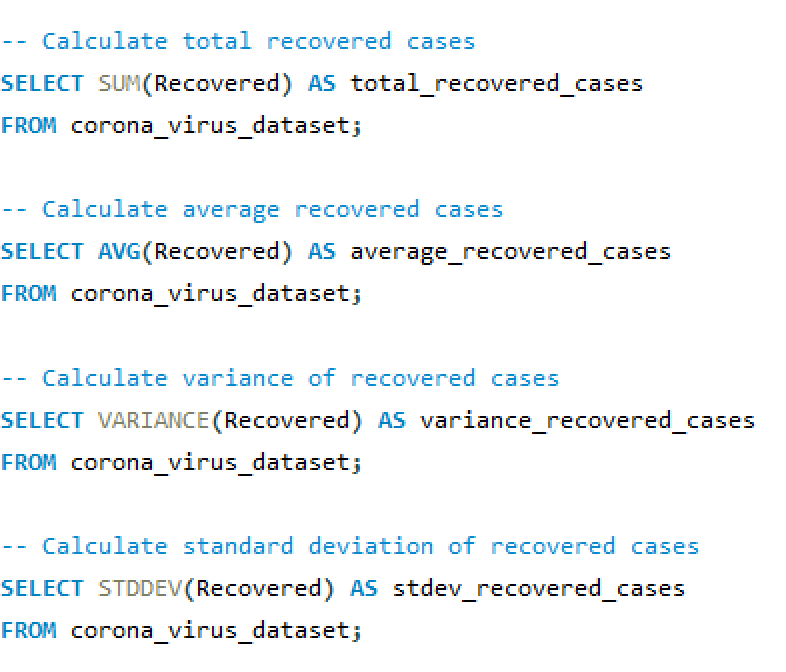 -- Calculate total recovered cases
SELECT SUM(Recovered) AS total_recovered_cases
FROM corona_virus_dataset;
-- Calculate average recovered cases
SELECT AVG(Recovered) AS average_recovered_cases
FROM corona_virus_dataset;
-- Calculate variance of recovered cases
SELECT VARIANCE(Recovered) AS variance_recovered_cases
FROM corona_virus_dataset;
-- Calculate standard deviation of recovered cases
SELECT STDDEV(Recovered) AS stdev_recovered_cases
FROM corona_virus_dataset;